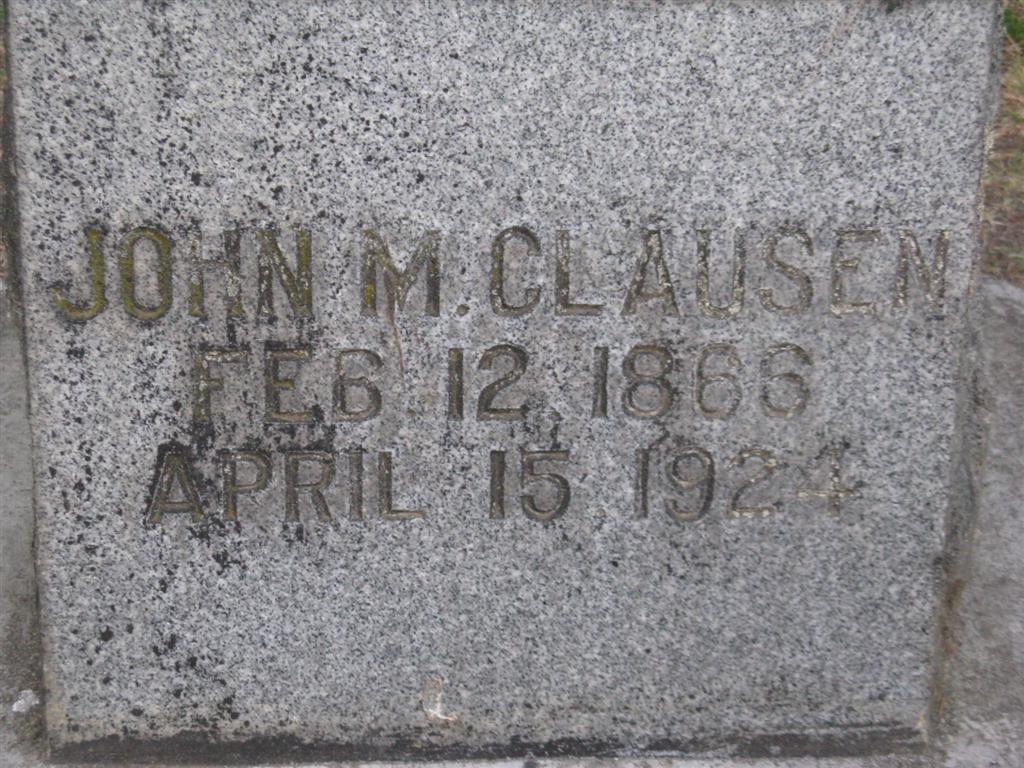 JOHN M. CLAUSEN
FEB. 12, 1866
APRIL 15, 1924